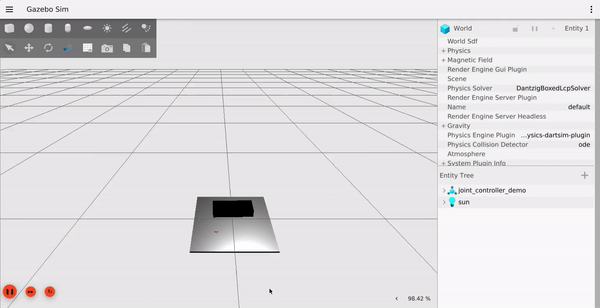 Gazebo Sim
World
Entity 1
World Sdf
+ Physics
+ Magnetic Field
Render Engine Gui Plugin
Scene
Physics Solver DantzigBoxedLcpSolver
Render Engine Server Plugin
Name default
Render Engine Server Headless
+ Gravity
Physics Engine Plugin ...ysics-dartsim-plugin
Physics Collision Detector ode
Atmosphere
+ System Plugin Info
Entity Tree
joint_controller_demo
sun
98.42 %